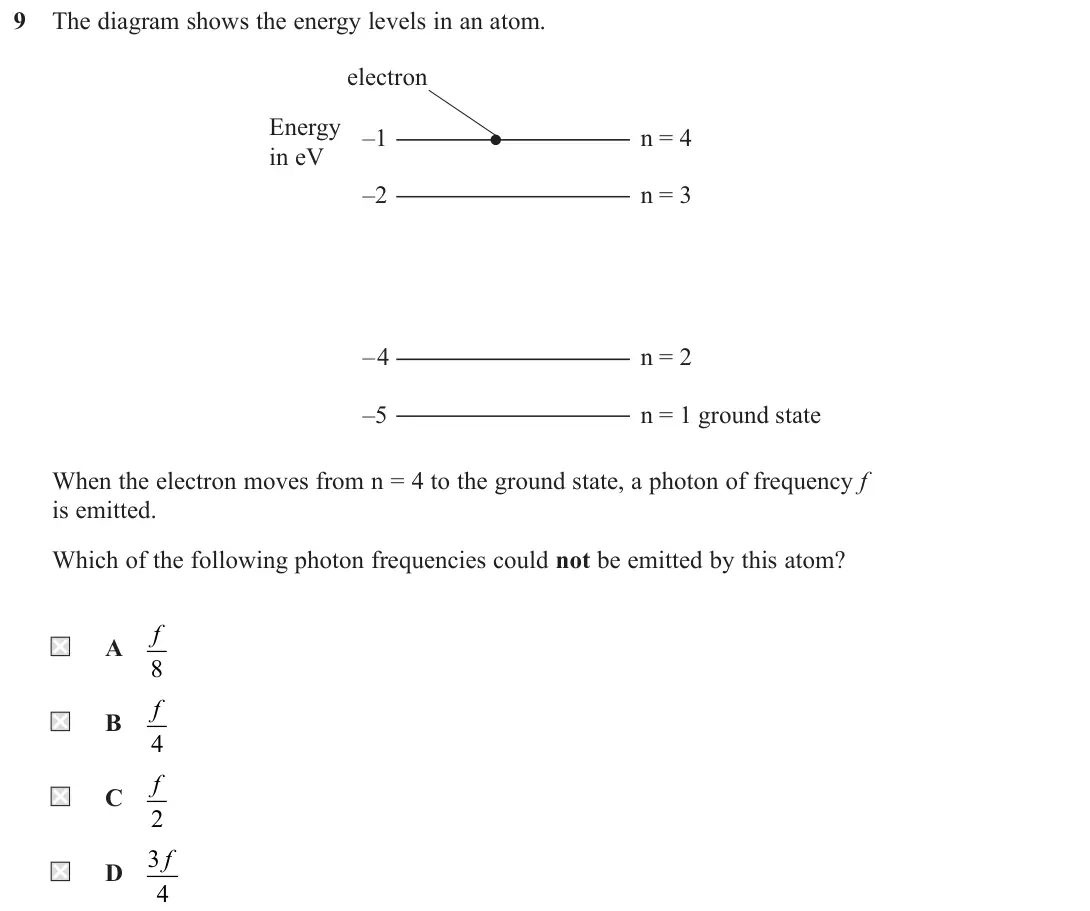 9 The diagram shows the energy levels in an atom.
electron
Energy
in eV
–1
n = 4
–2
n = 3
–4
n = 2
–5
n = 1 ground state
When the electron moves from n = 4 to the ground state, a photon of frequency f
is emitted.
Which of the following photon frequencies could not be emitted by this atom?
A f/8
B f/4
C f/2
D 3f/4